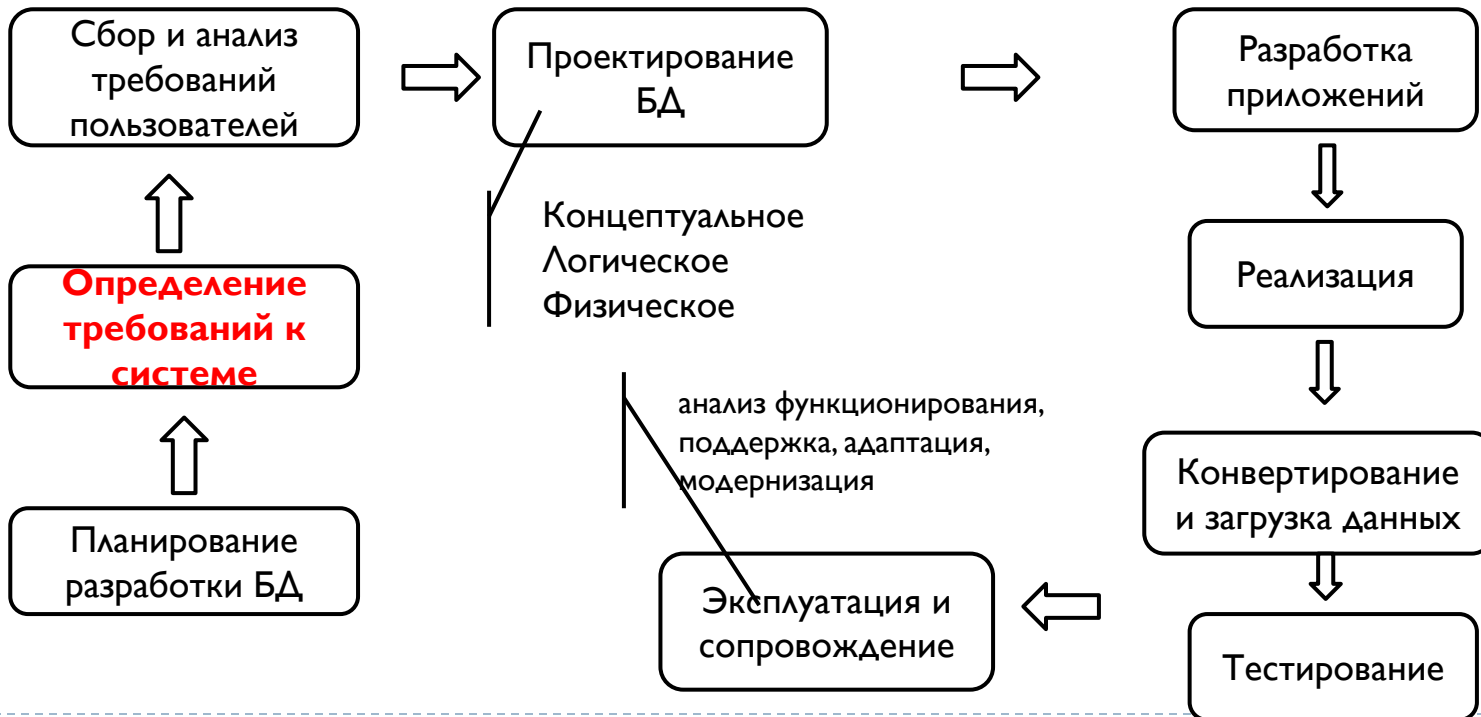 Сбор и анализ
требований
пользователей
Проектирование
БД
Разработка
приложений
Концептуальное
Логическое
Физическое
Реализация
Определение
требований к
системе
анализ функционирования,
поддержка, адаптация,
модернизация
Конвертирование
и загрузка данных
Планирование
разработки БД
Эксплуатация и
сопровождение
Тестирование